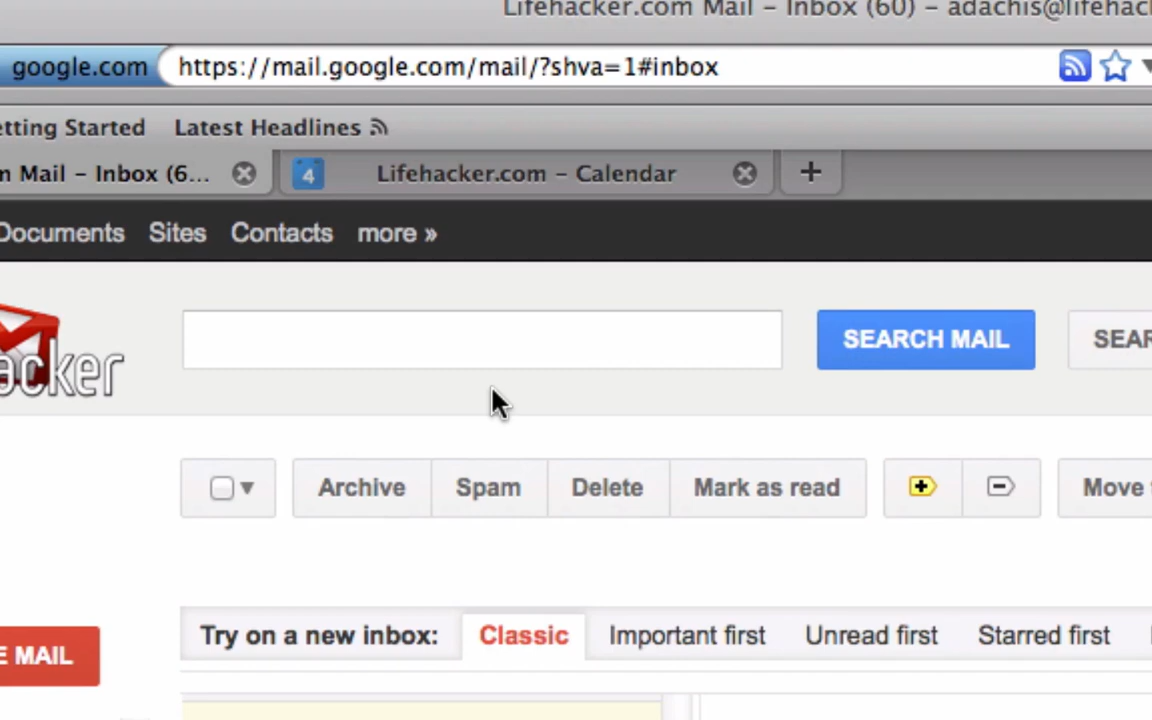 Lifehacker.com Mail – Inbox (60) – adachis@lifehac
google.com https://mail.google.com/mail/?shva=1#inbox
etting Started Latest Headlines
n Mail – Inbox (6... 4 Lifehacker.com – Calendar +
Documents Sites Contacts more »
acker SEARCH MAIL SEAR
Archive Spam Delete Mark as read Move
Try on a new inbox: Classic Important first Unread first Starred first
E MAIL